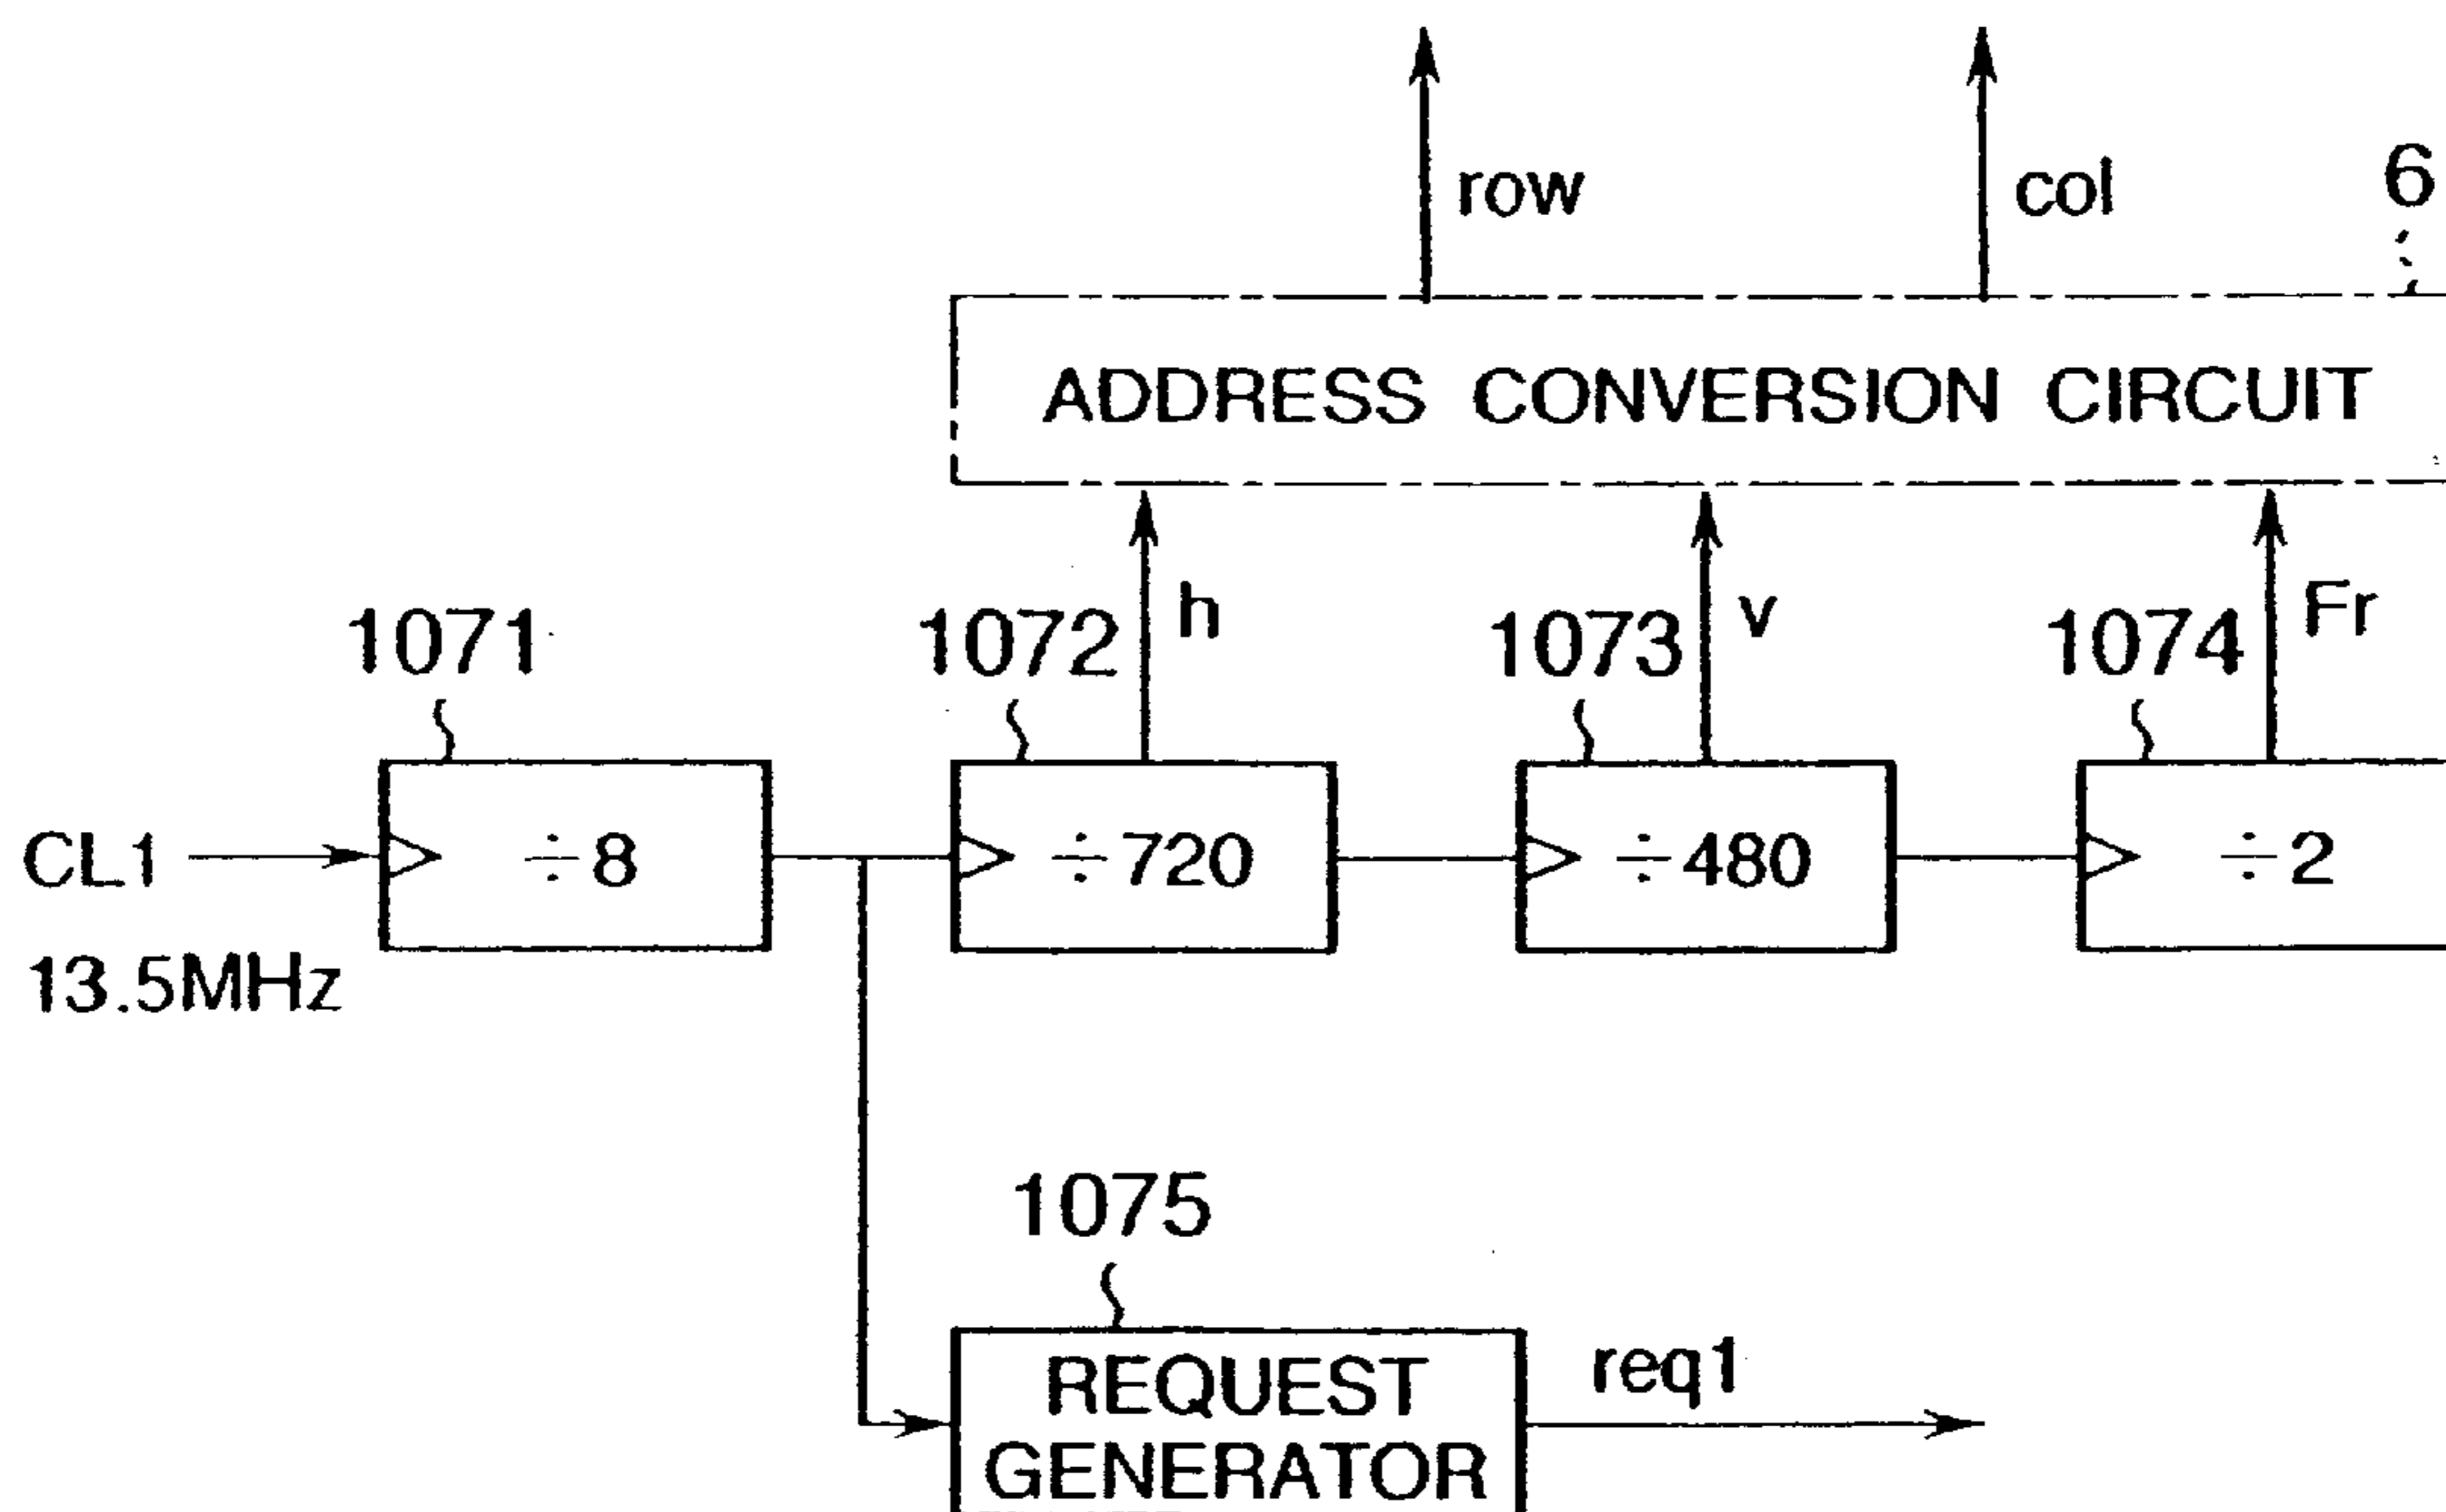 row
col
6
ADDRESS CONVERSION CIRCUIT
h
v
Fr
1071
1072
1073
1074
CL1
÷8
÷720
÷480
÷2
13.5MHz
1075
REQUEST
GENERATOR
req1